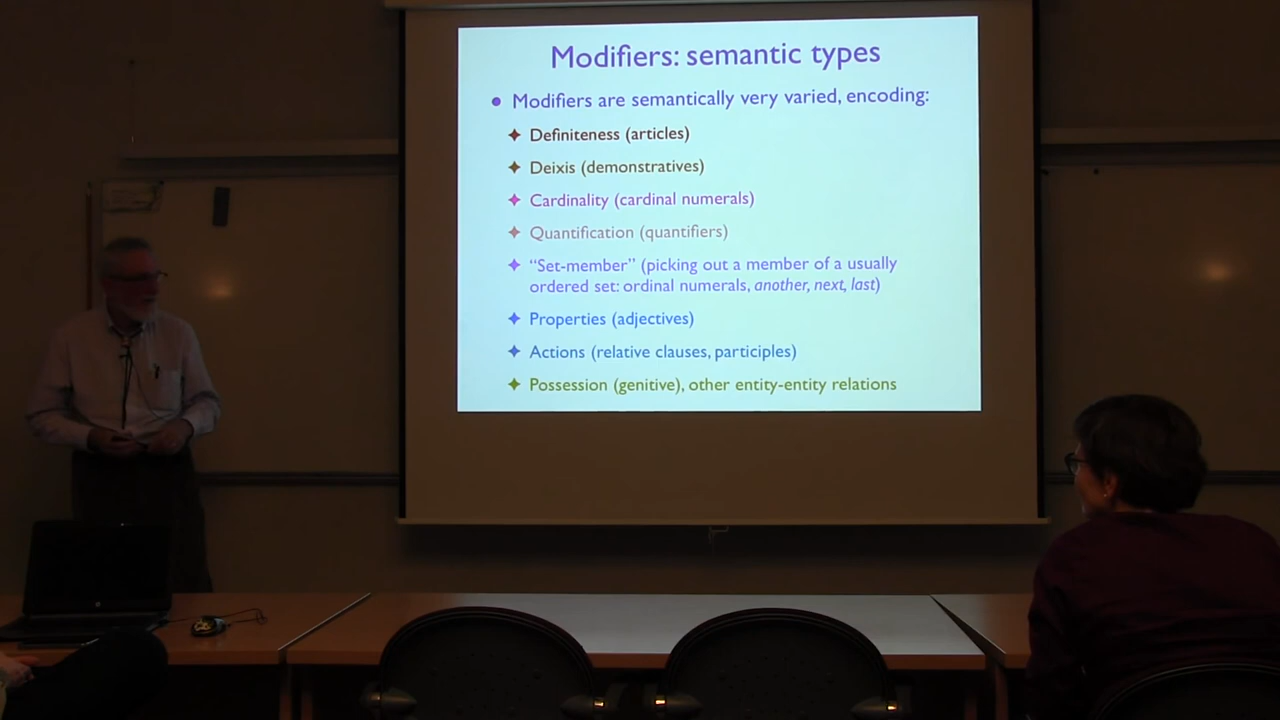 Modifiers: semantic types
• Modifiers are semantically very varied, encoding:
✦ Definiteness (articles)
✦ Deixis (demonstratives)
✦ Cardinality (cardinal numerals)
✦ Quantification (quantifiers)
✦ “Set-member” (picking out a member of a usually
ordered set: ordinal numerals, another, next, last)
✦ Properties (adjectives)
✦ Actions (relative clauses, participles)
✦ Possession (genitive), other entity-entity relations